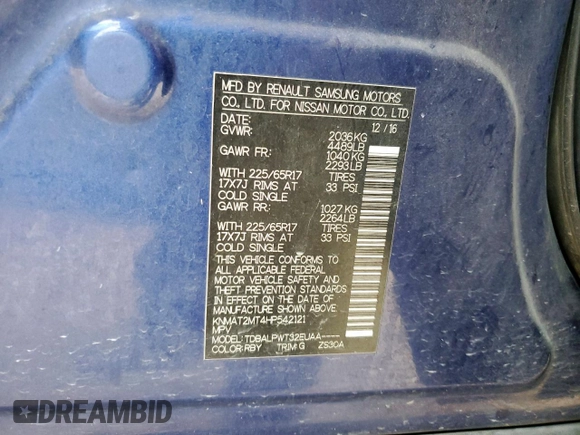 MFD BY RENAULT SAMSUNG MOTORS
CO., LTD. FOR NISSAN MOTOR CO., LTD.
DATE: 12/16
GVWR: 2036KG
4489LB
GAWR FR: 1040KG
2293LB
WITH 225/65R17 TIRES
17X7J RIMS AT 33 PSI
COLD SINGLE
GAWR RR: 1027KG
2264LB
WITH 225/65R17 TIRES
17X7J RIMS AT 33 PSI
COLD SINGLE
THIS VEHICLE CONFORMS TO
ALL APPLICABLE FEDERAL
MOTOR VEHICLE SAFETY AND
THEFT PREVENTION STANDARDS
IN EFFECT ON THE DATE OF
MANUFACTURE SHOWN ABOVE.
KNMAT2MT4HP542121
MPV
MODEL: TDBALPWT32EUAA-----
COLOR:RBY TRIM:G ZS30A
DREAMBID